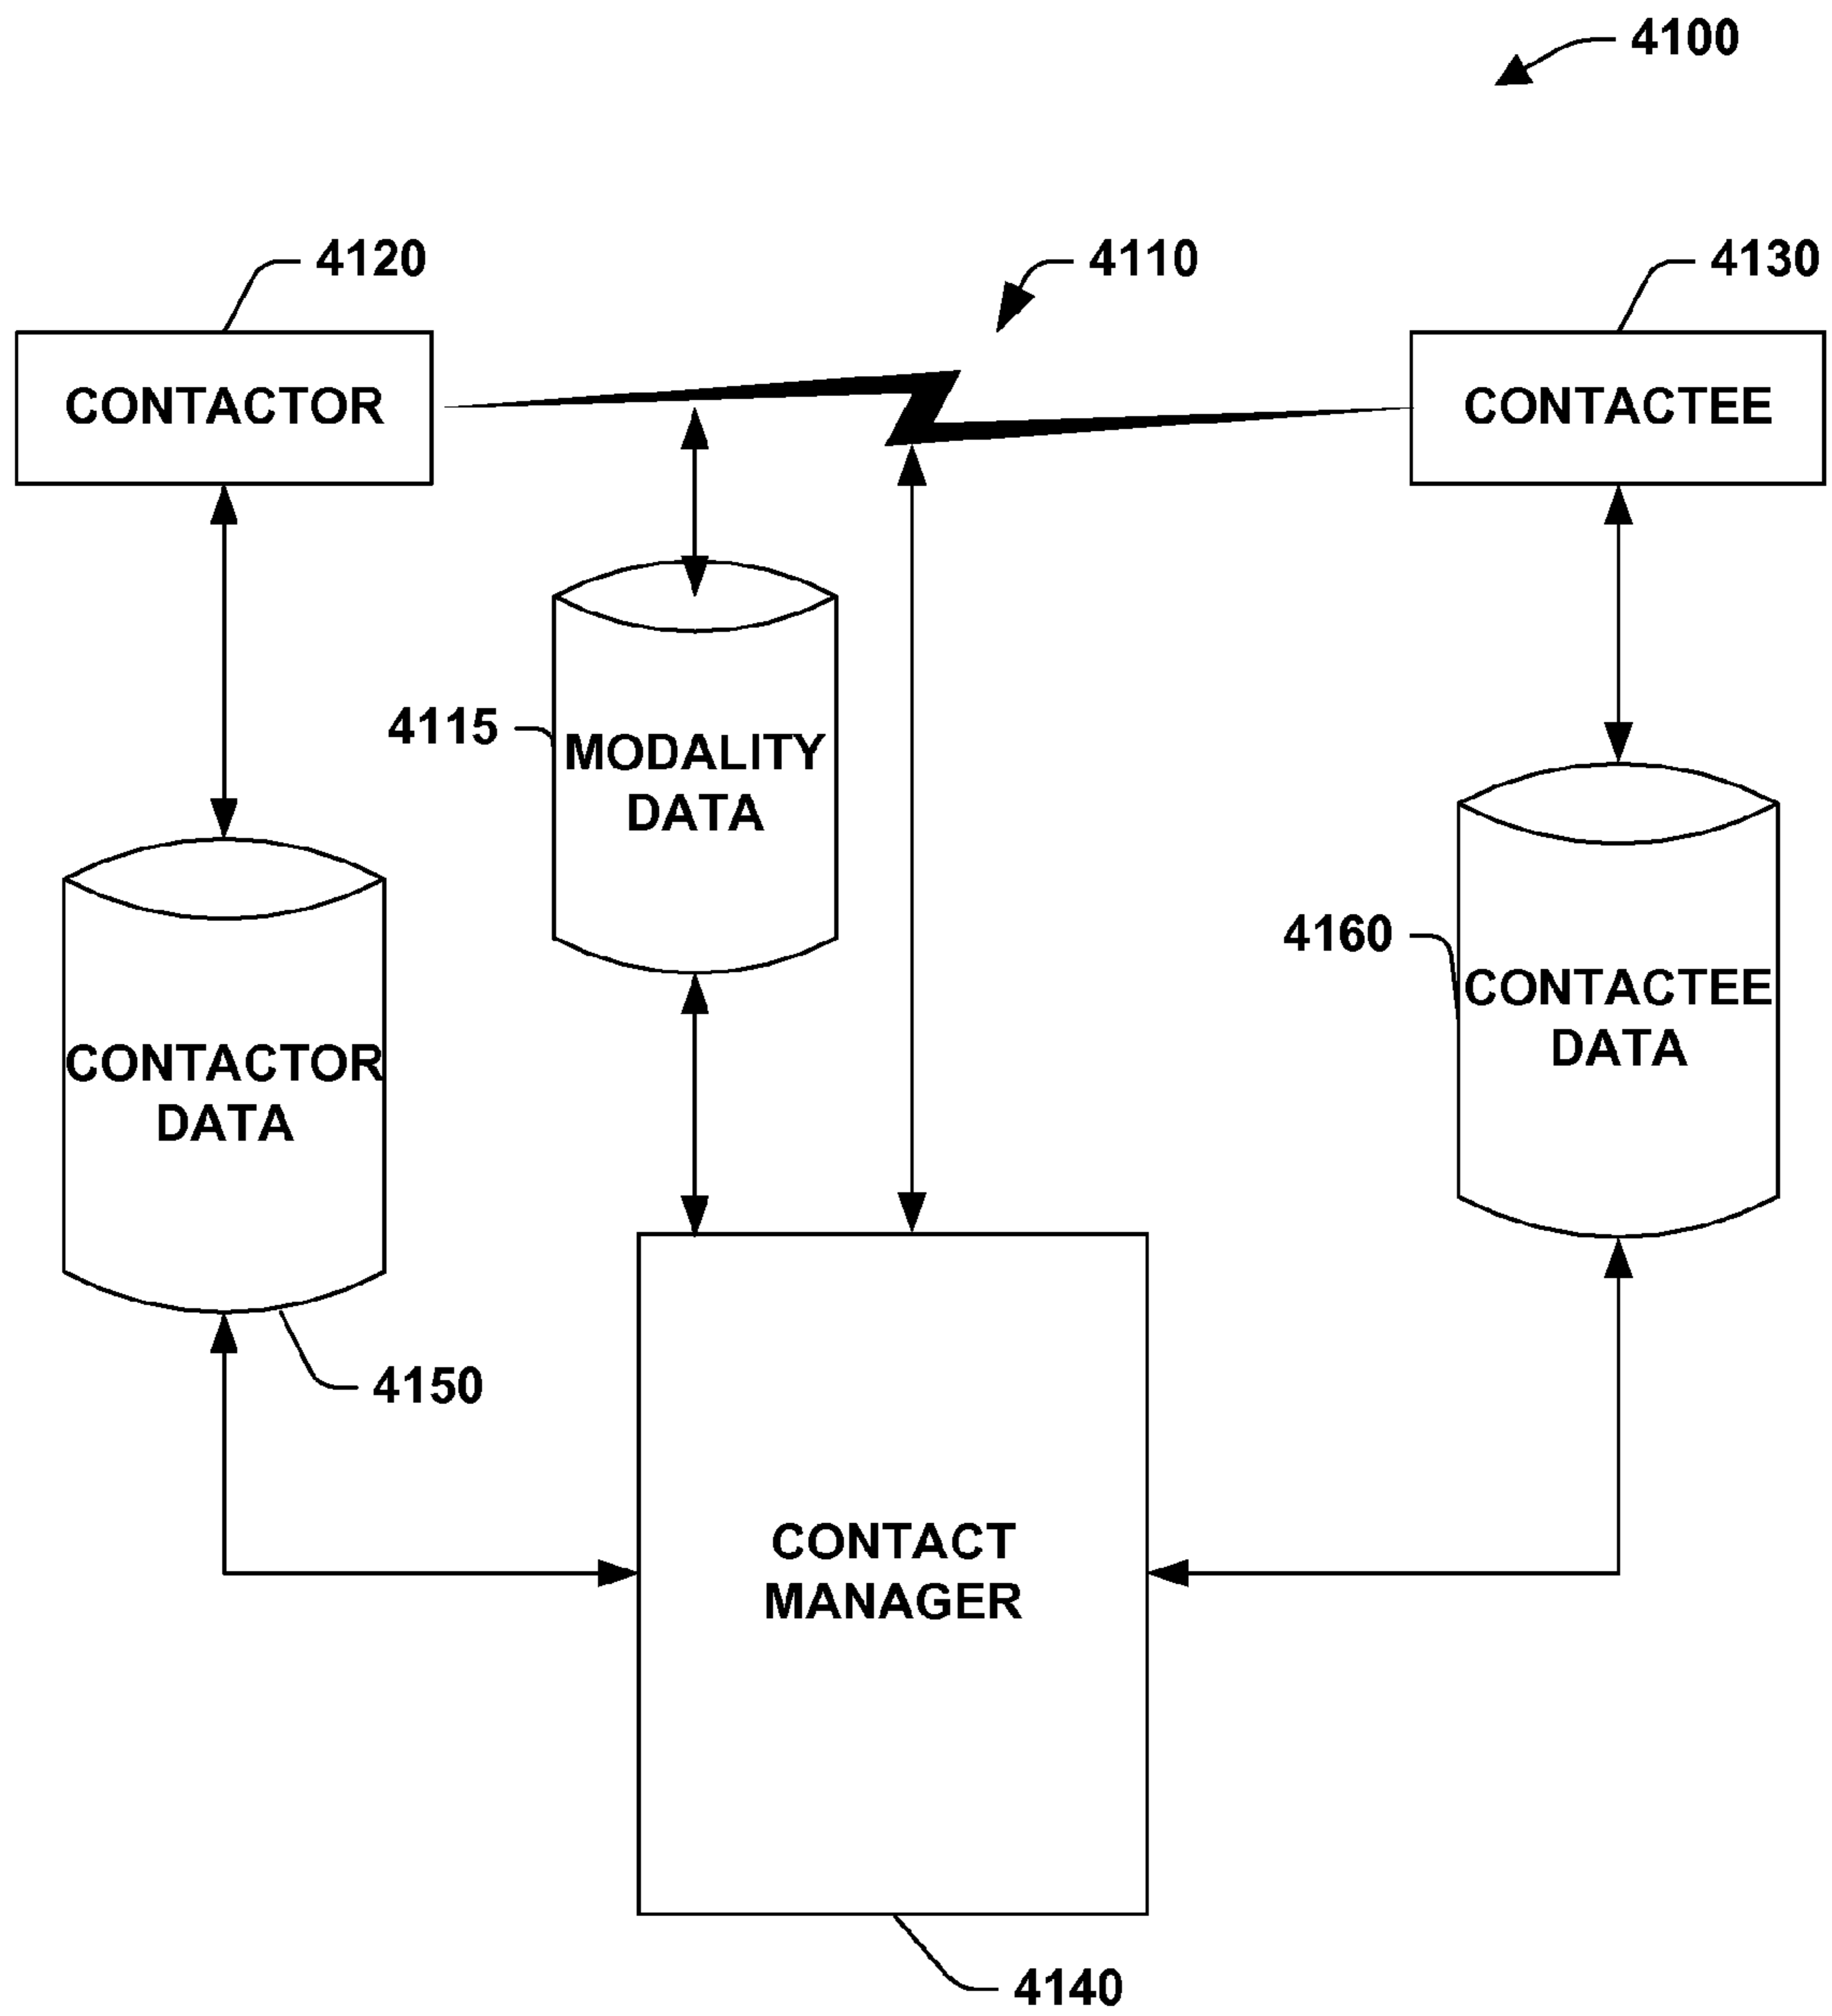 4100
4120
4110
4130
CONTACTOR
CONTACTEE
4115
MODALITY
DATA
4160
CONTACTEE
DATA
CONTACTOR
DATA
4150
CONTACT
MANAGER
4140